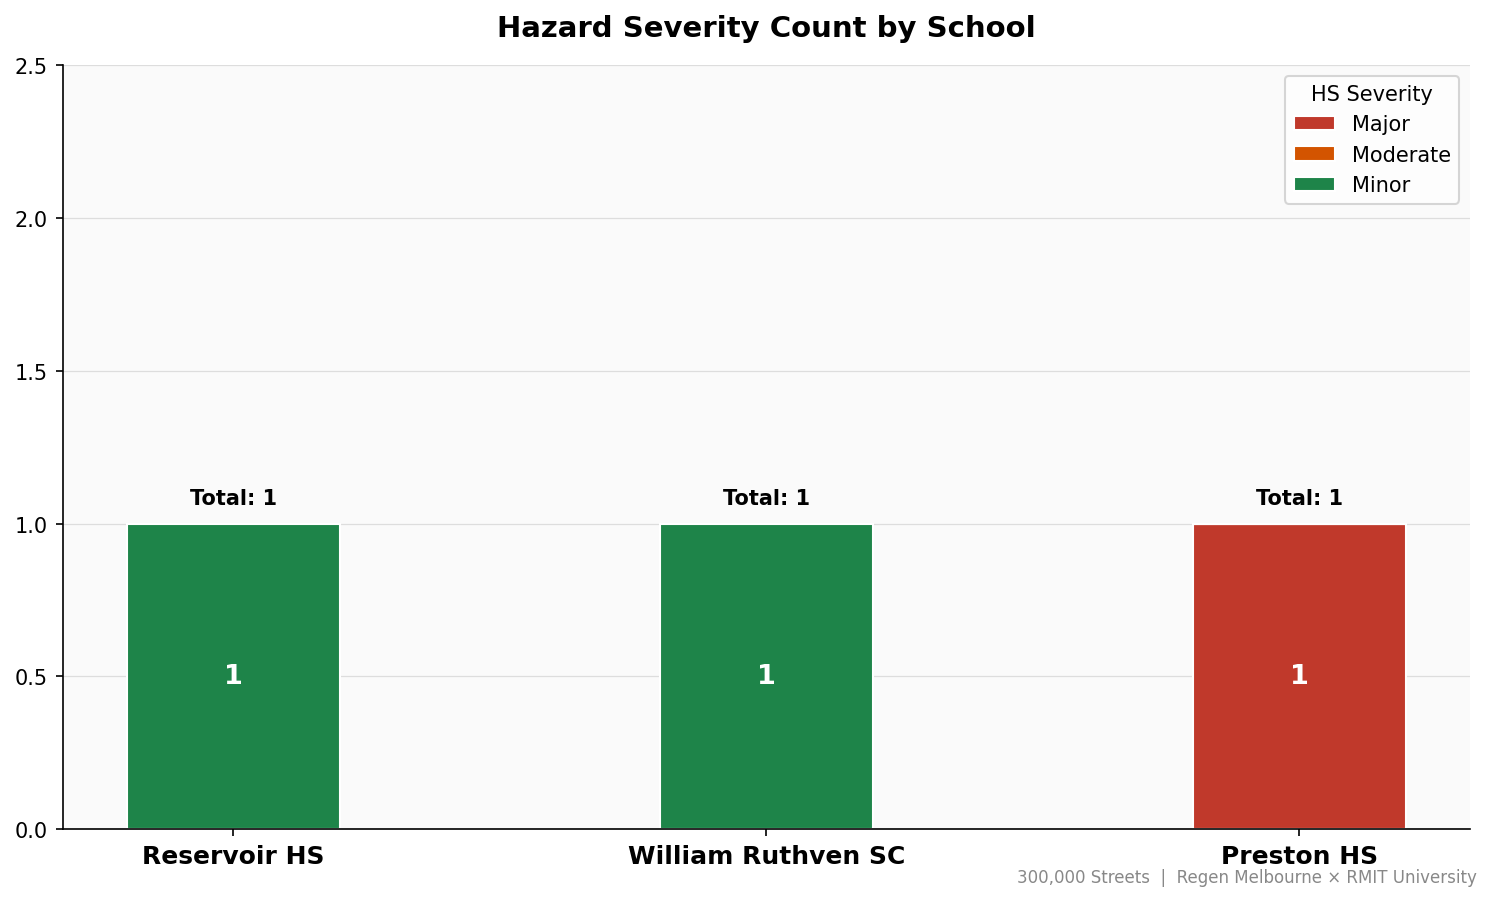 Hazard Severity Count by School
2.5
2.0
1.5
1.0
0.5
0.0
HS Severity
Major
Moderate
Minor
Total: 1
Total: 1
Total: 1
1
1
1
Reservoir HS
William Ruthven SC
Preston HS
300,000 Streets | Regen Melbourne × RMIT University